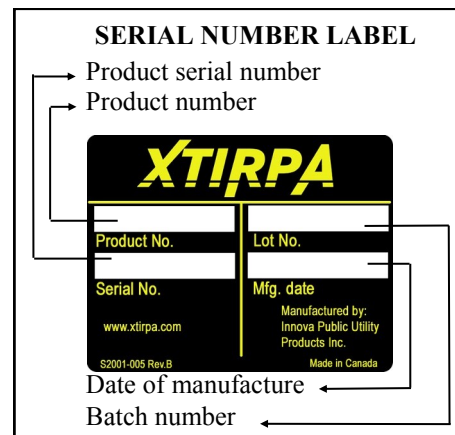 SERIAL NUMBER LABEL
Product serial number
Product number
XTIRPA
Product No.
Lot No.
Serial No.
Mfg. date
www.xtirpa.com
Manufactured by:
Innova Public Utility
Products Inc.
S2001-005 Rev.B
Made in Canada
Date of manufacture
Batch number